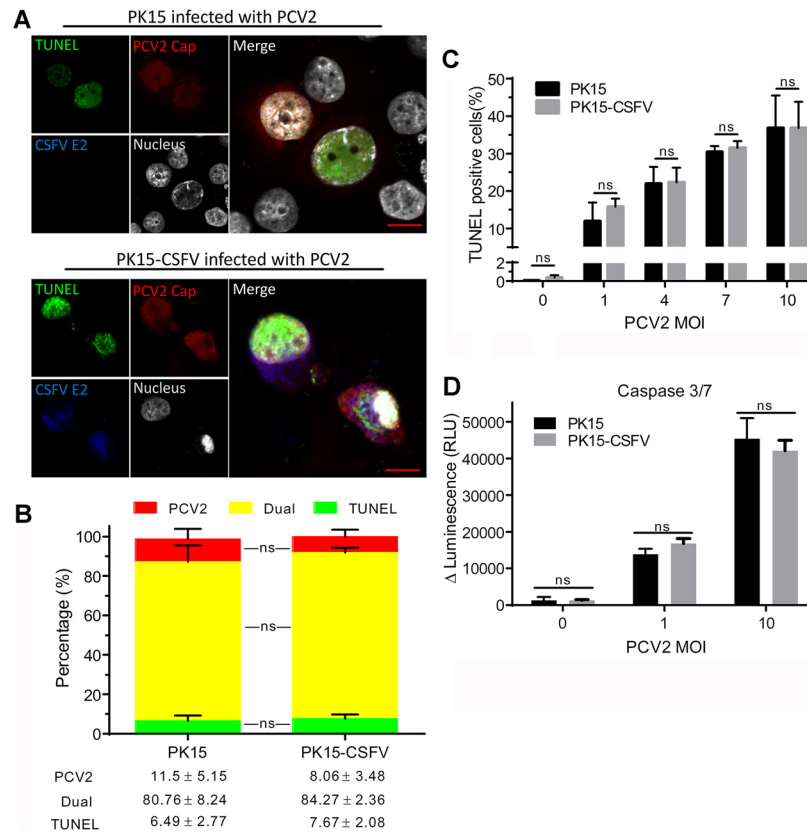 A
PK15 infected with PCV2
TUNEL
PCV2 Cap
Merge
CSFV E2
Nucleus
PK15-CSFV infected with PCV2
TUNEL
PCV2 Cap
Merge
CSFV E2
Nucleus
B
PCV2
Dual
TUNEL
Percentage (%)
100
80
60
40
20
0
ns
ns
ns
PK15
PK15-CSFV
PCV2 11.5 ± 5.15 8.06 ± 3.48
Dual 80.76 ± 8.24 84.27 ± 2.36
TUNEL 6.49 ± 2.77 7.67 ± 2.08
C
PK15
PK15-CSFV
TUNEL positive cells(%)
50
40
30
20
10
2
0
ns
ns
ns
ns
ns
0 1 4 7 10
PCV2 MOI
D
Caspase 3/7
PK15
PK15-CSFV
Δ Luminescence (RLU)
50000
40000
30000
20000
10000
0
ns
ns
ns
0 1 10
PCV2 MOI